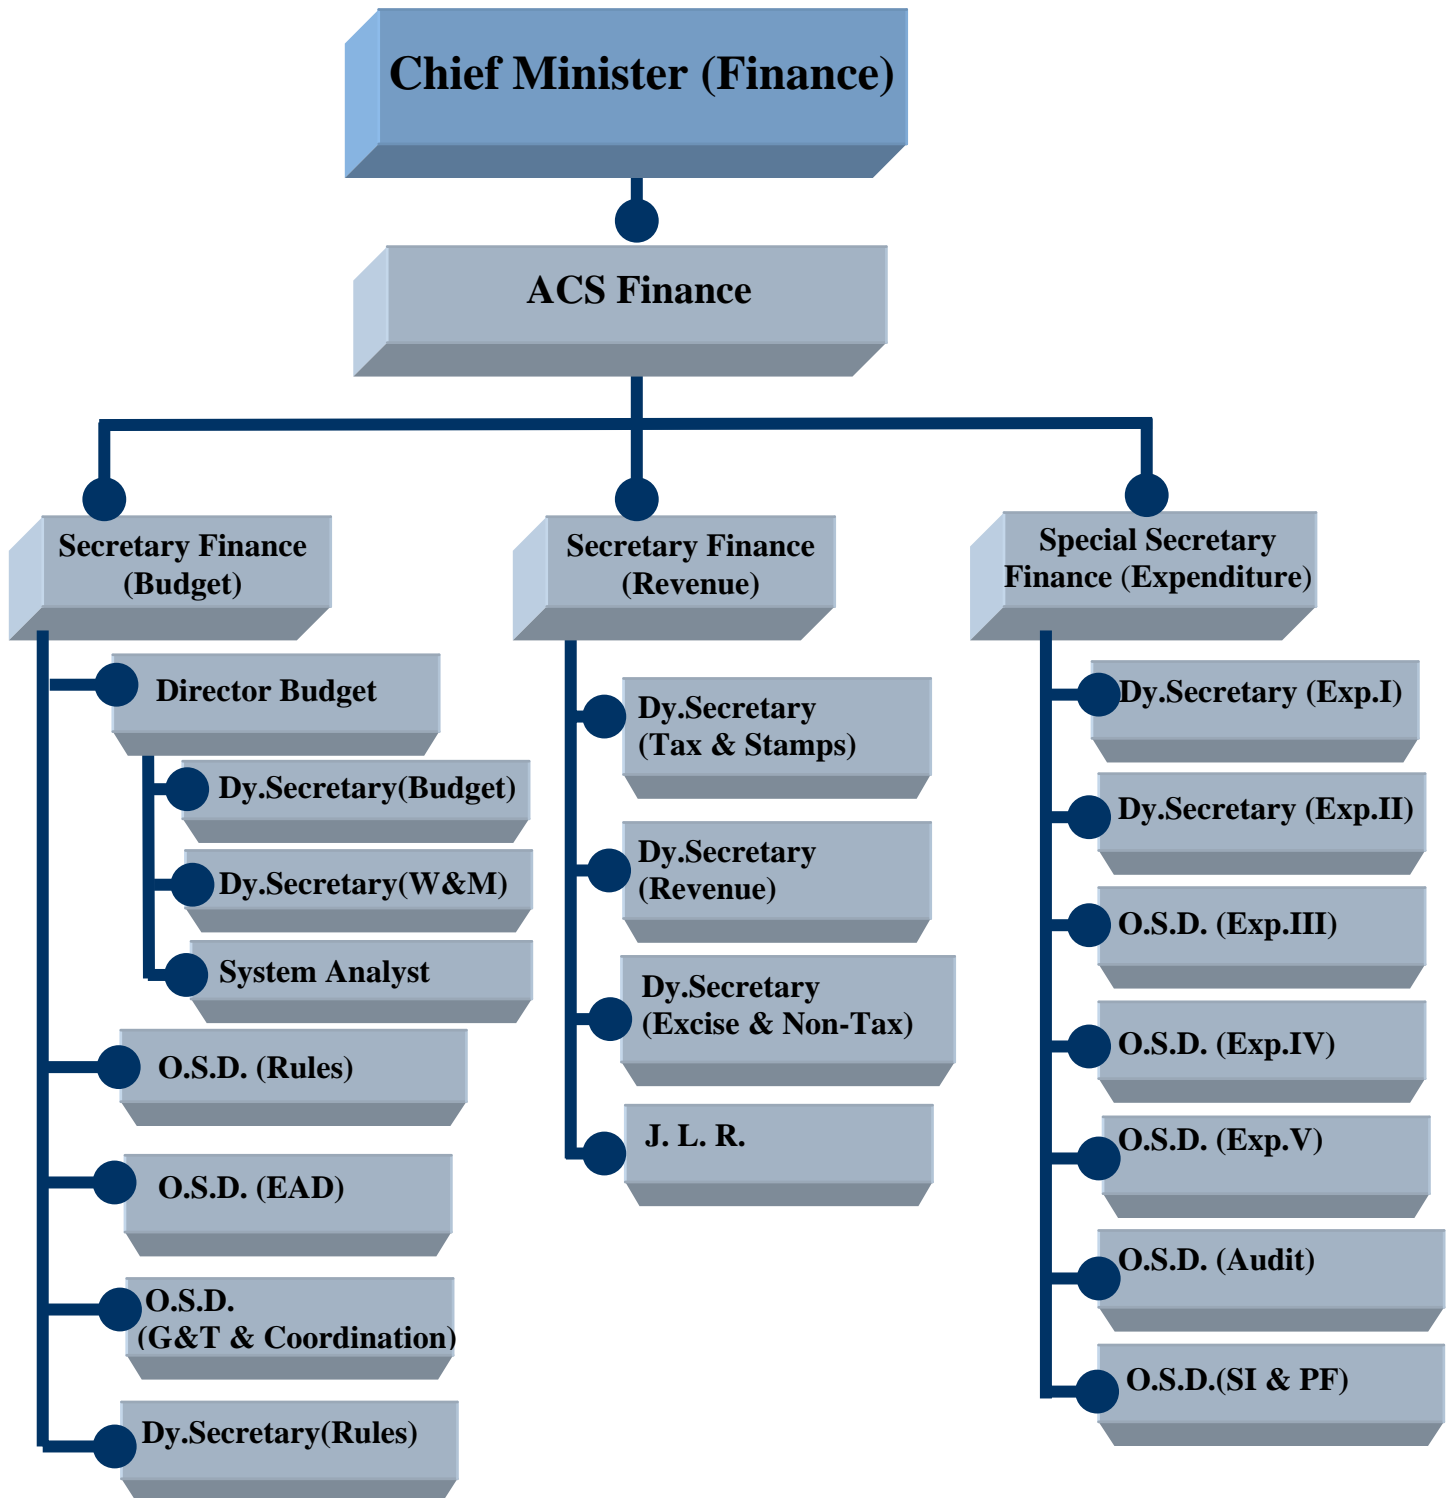 Chief Minister (Finance)
ACS Finance
Secretary Finance
(Budget)
Director Budget
Dy.Secretary(Budget)
Dy.Secretary(W&M)
System Analyst
O.S.D. (Rules)
O.S.D. (EAD)
O.S.D.
(G&T & Coordination)
Dy.Secretary(Rules)
Secretary Finance
(Revenue)
Dy.Secretary
(Tax & Stamps)
Dy.Secretary
(Revenue)
Dy.Secretary
(Excise & Non-Tax)
J. L. R.
Special Secretary
Finance (Expenditure)
Dy.Secretary (Exp.I)
Dy.Secretary (Exp.II)
O.S.D. (Exp.III)
O.S.D. (Exp.IV)
O.S.D. (Exp.V)
O.S.D. (Audit)
O.S.D.(SI & PF)